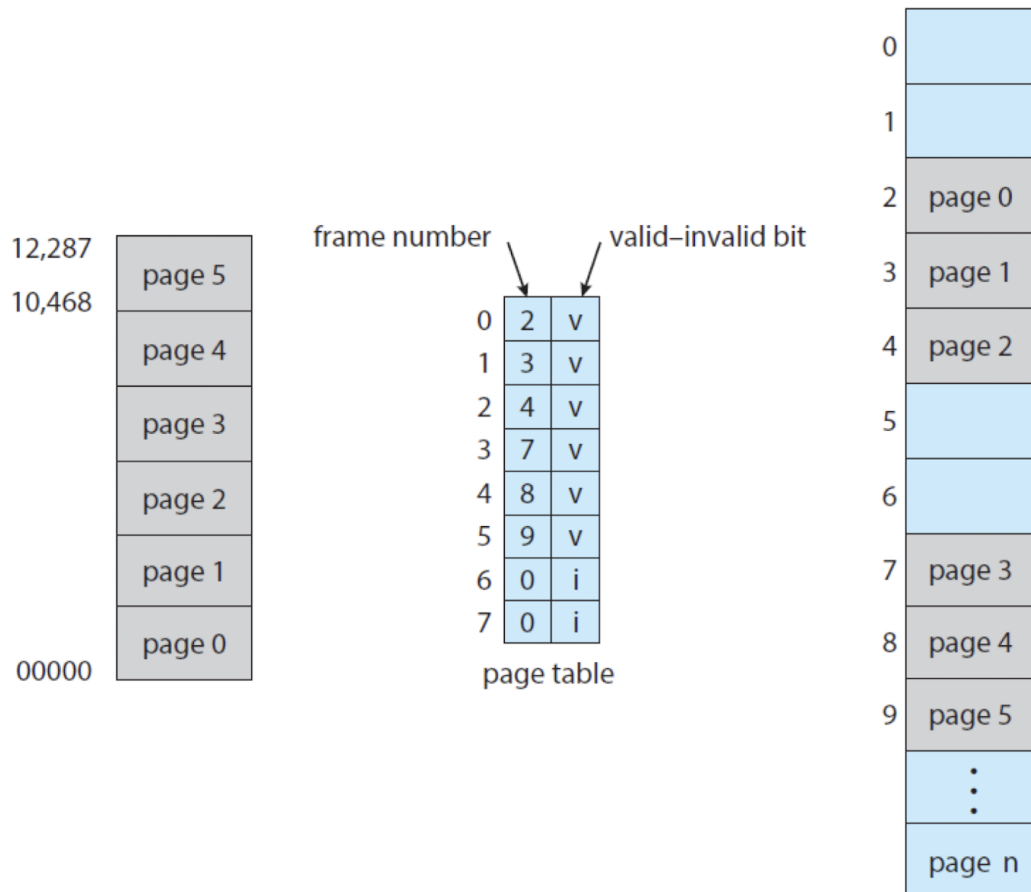 12,287
10,468
00000
page 5
page 4
page 3
page 2
page 1
page 0
frame number
valid–invalid bit
0 2 v
1 3 v
2 4 v
3 7 v
4 8 v
5 9 v
6 0 i
7 0 i
page table
0
1
2 page 0
3 page 1
4 page 2
5
6
7 page 3
8 page 4
9 page 5
page n